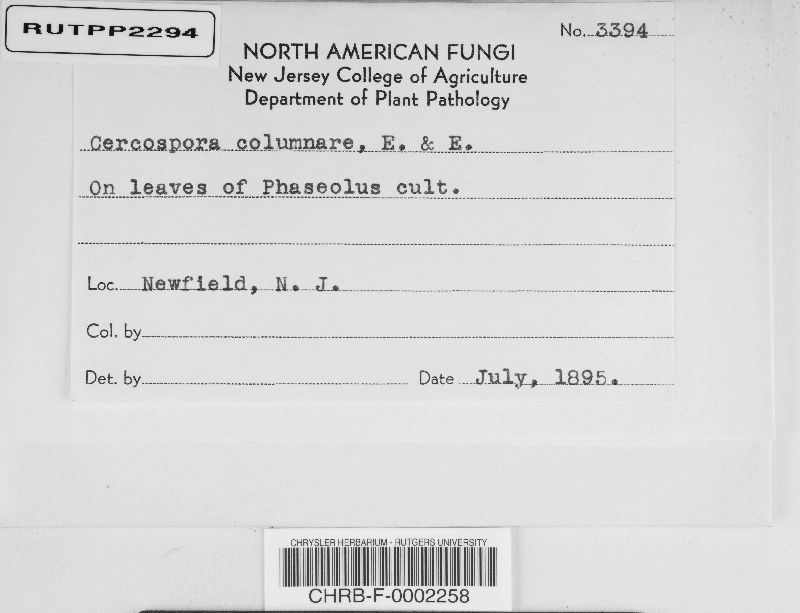 RUTPP2294
No. 3394
NORTH AMERICAN FUNGI
New Jersey College of Agriculture
Department of Plant Pathology
Cercospora columnare, E. & E.
On leaves of Phaseolus cult.
Loc. Newfield, N. J.
Col. by
Det. by Date July, 1895.
CHRYSLER HERBARIUM - RUTGERS UNIVERSITY
CHRB-F-0002258